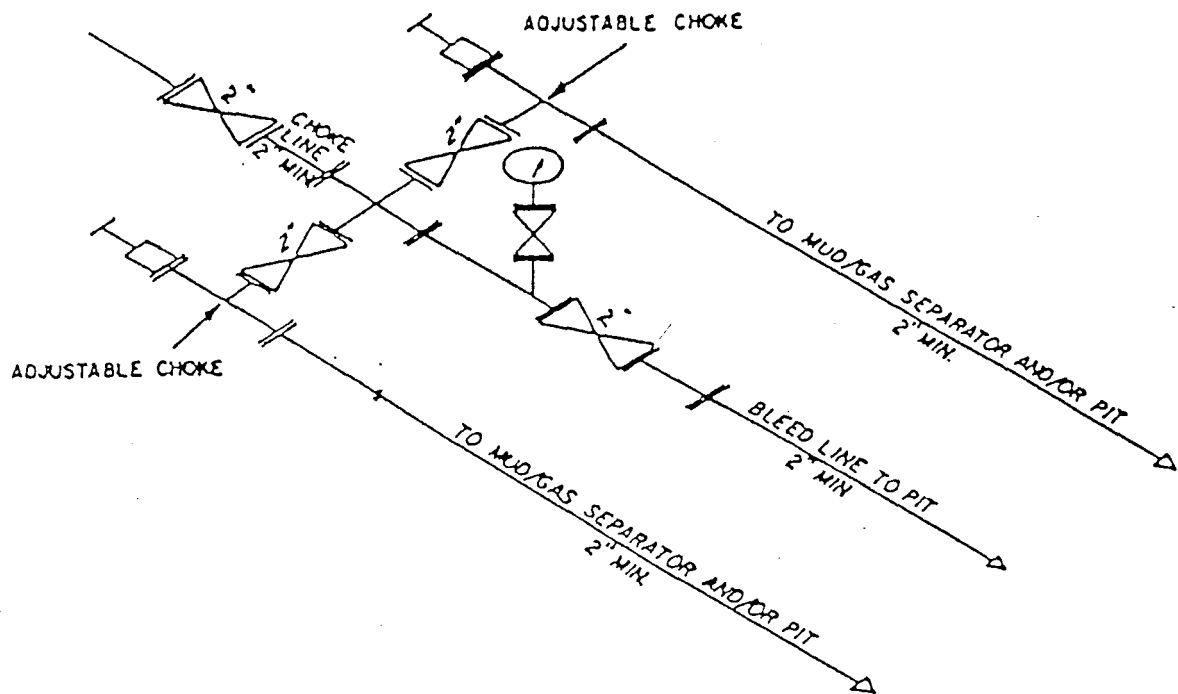 ADJUSTABLE CHOKE
2"
CHOKE
LINE
2" MIN
2"
2"
ADJUSTABLE CHOKE
2"
TO MUD/GAS SEPARATOR AND/OR PIT
2" MIN.
BLEED LINE TO PIT
2" MIN
TO MUD/GAS SEPARATOR AND/OR PIT
2" MIN.